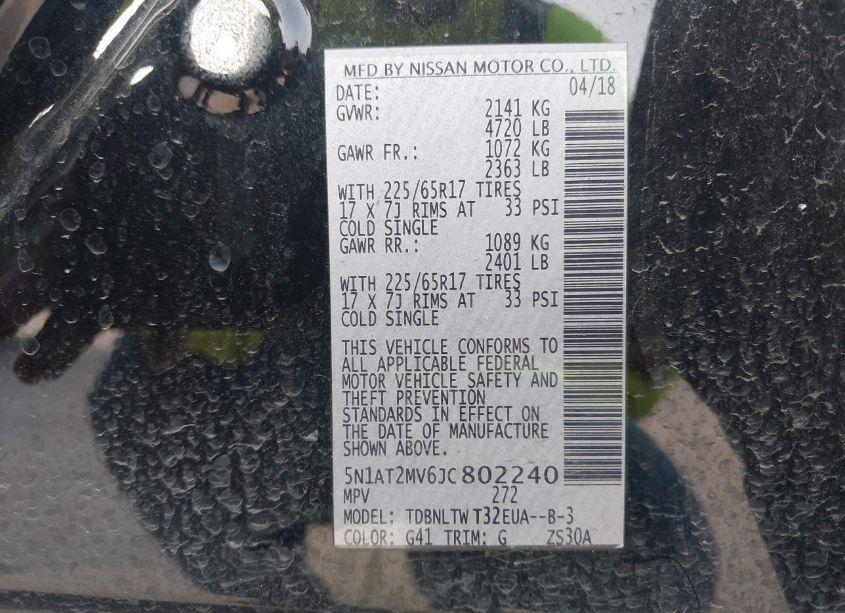 MFD BY NISSAN MOTOR CO., LTD.
DATE: 04/18
GVWR: 2141 KG
4720 LB
GAWR FR.: 1072 KG
2363 LB
WITH 225/65R17 TIRES
17 X 7J RIMS AT 33 PSI
COLD SINGLE
GAWR RR.: 1089 KG
2401 LB
WITH 225/65R17 TIRES
17 X 7J RIMS AT 33 PSI
COLD SINGLE
THIS VEHICLE CONFORMS TO
ALL APPLICABLE FEDERAL
MOTOR VEHICLE SAFETY AND
THEFT PREVENTION
STANDARDS IN EFFECT ON
THE DATE OF MANUFACTURE
SHOWN ABOVE.
5N1AT2MV6JC802240
MPV 272
MODEL: TDBNLTW T32EUA--B-3
COLOR: G41 TRIM: G ZS30A